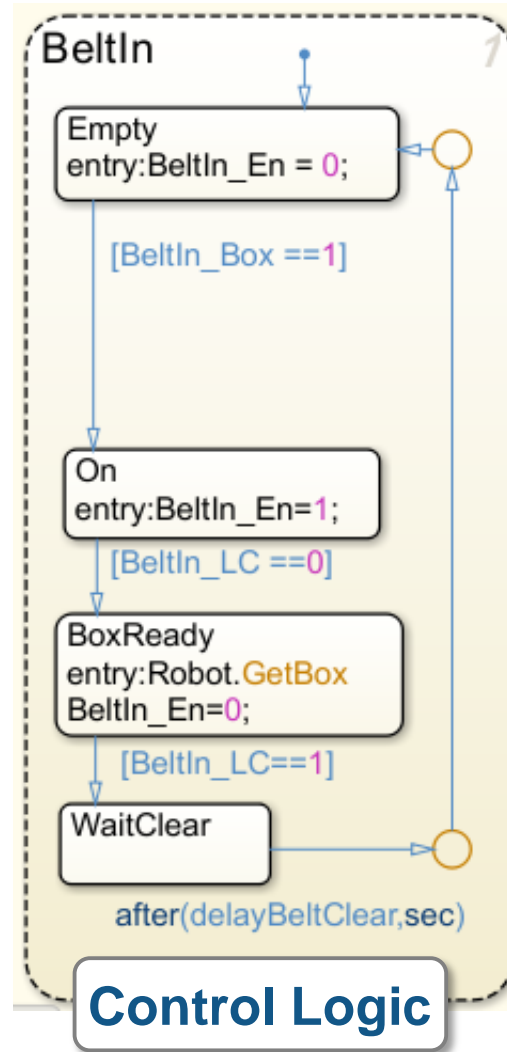 BeltIn
1
Empty
entry:BeltIn_En = 0;
[BeltIn_Box ==1]
On
entry:BeltIn_En=1;
[BeltIn_LC ==0]
BoxReady
entry:Robot.GetBox
BeltIn_En=0;
[BeltIn_LC==1]
WaitClear
after(delayBeltClear,sec)
Control Logic